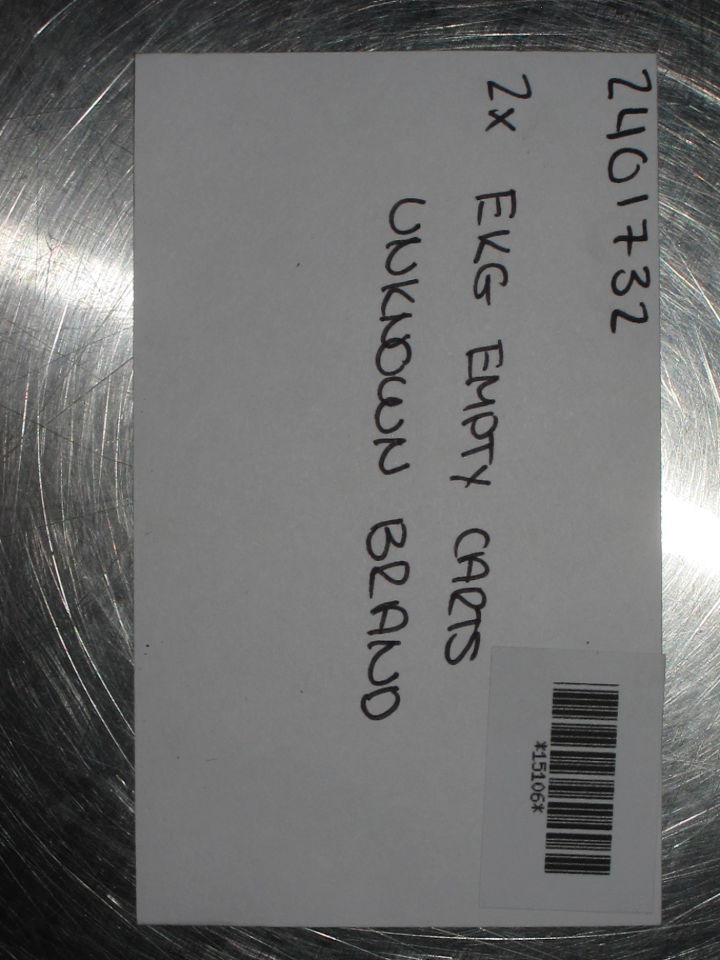 2401732
2x EKG EMPTY CARTS
UNKNOWN BRAND
*15106*